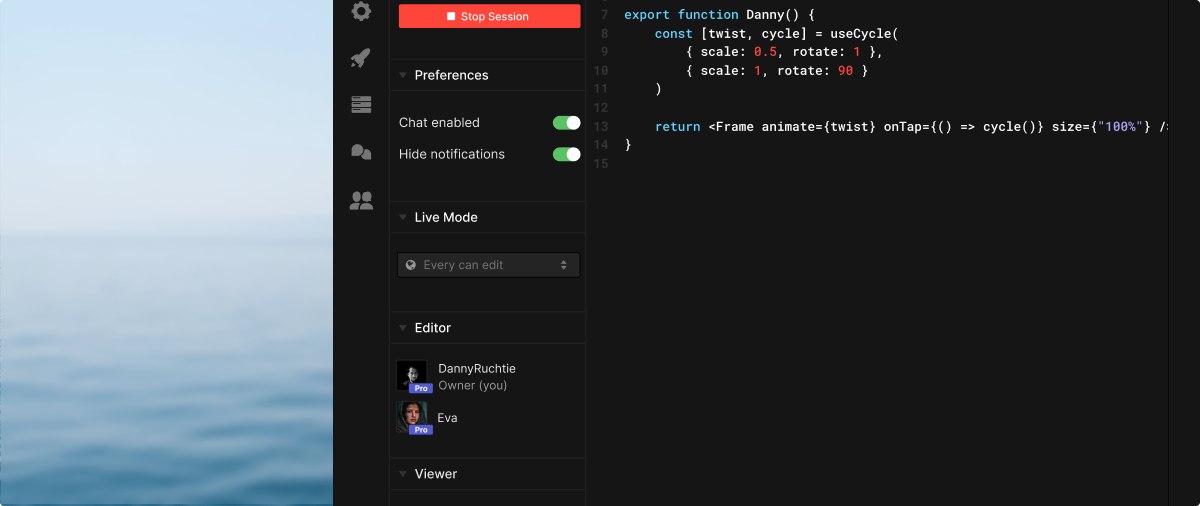 Stop Session
Preferences
Chat enabled
Hide notifications
Live Mode
Every can edit
Editor
DannyRuchtie
Pro
Owner (you)
Eva
Pro
Viewer
7 export function Danny() {
8 const [twist, cycle] = useCycle(
9 { scale: 0.5, rotate: 1 },
10 { scale: 1, rotate: 90 }
11 )
12
13 return <Frame animate={twist} onTap={() => cycle()} size={"100%"} /
14 }
15